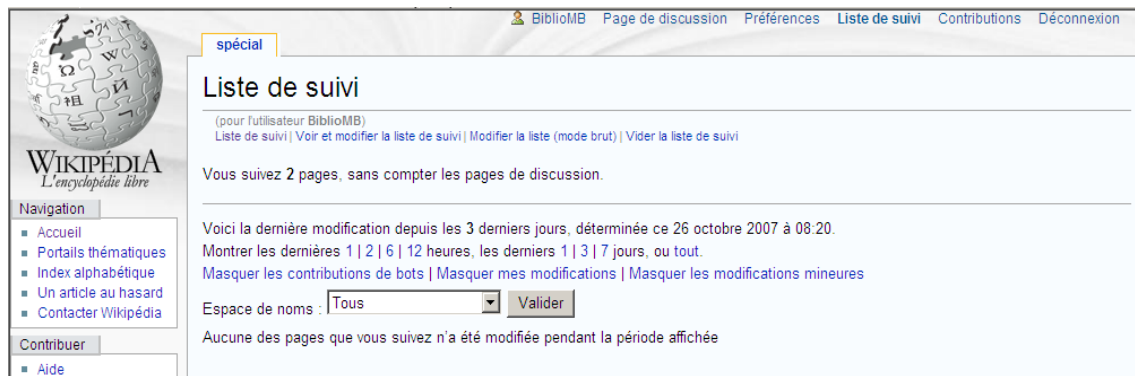 BiblioMB Page de discussion Préférences Liste de suivi Contributions Déconnexion
spécial
Liste de suivi
(pour l'utilisateur BiblioMB)
Liste de suivi | Voir et modifier la liste de suivi | Modifier la liste (mode brut) | Vider la liste de suivi
Vous suivez 2 pages, sans compter les pages de discussion.
Voici la dernière modification depuis les 3 derniers jours, déterminée ce 26 octobre 2007 à 08:20.
Montrer les dernières 1 | 2 | 6 | 12 heures, les derniers 1 | 3 | 7 jours, ou tout.
Masquer les contributions de bots | Masquer mes modifications | Masquer les modifications mineures
Espace de noms : Tous Valider
Aucune des pages que vous suivez n'a été modifiée pendant la période affichée
WIKIPÉDIA
L'encyclopédie libre
Navigation
Accueil
Portails thématiques
Index alphabétique
Un article au hasard
Contacter Wikipédia
Contribuer
Aide